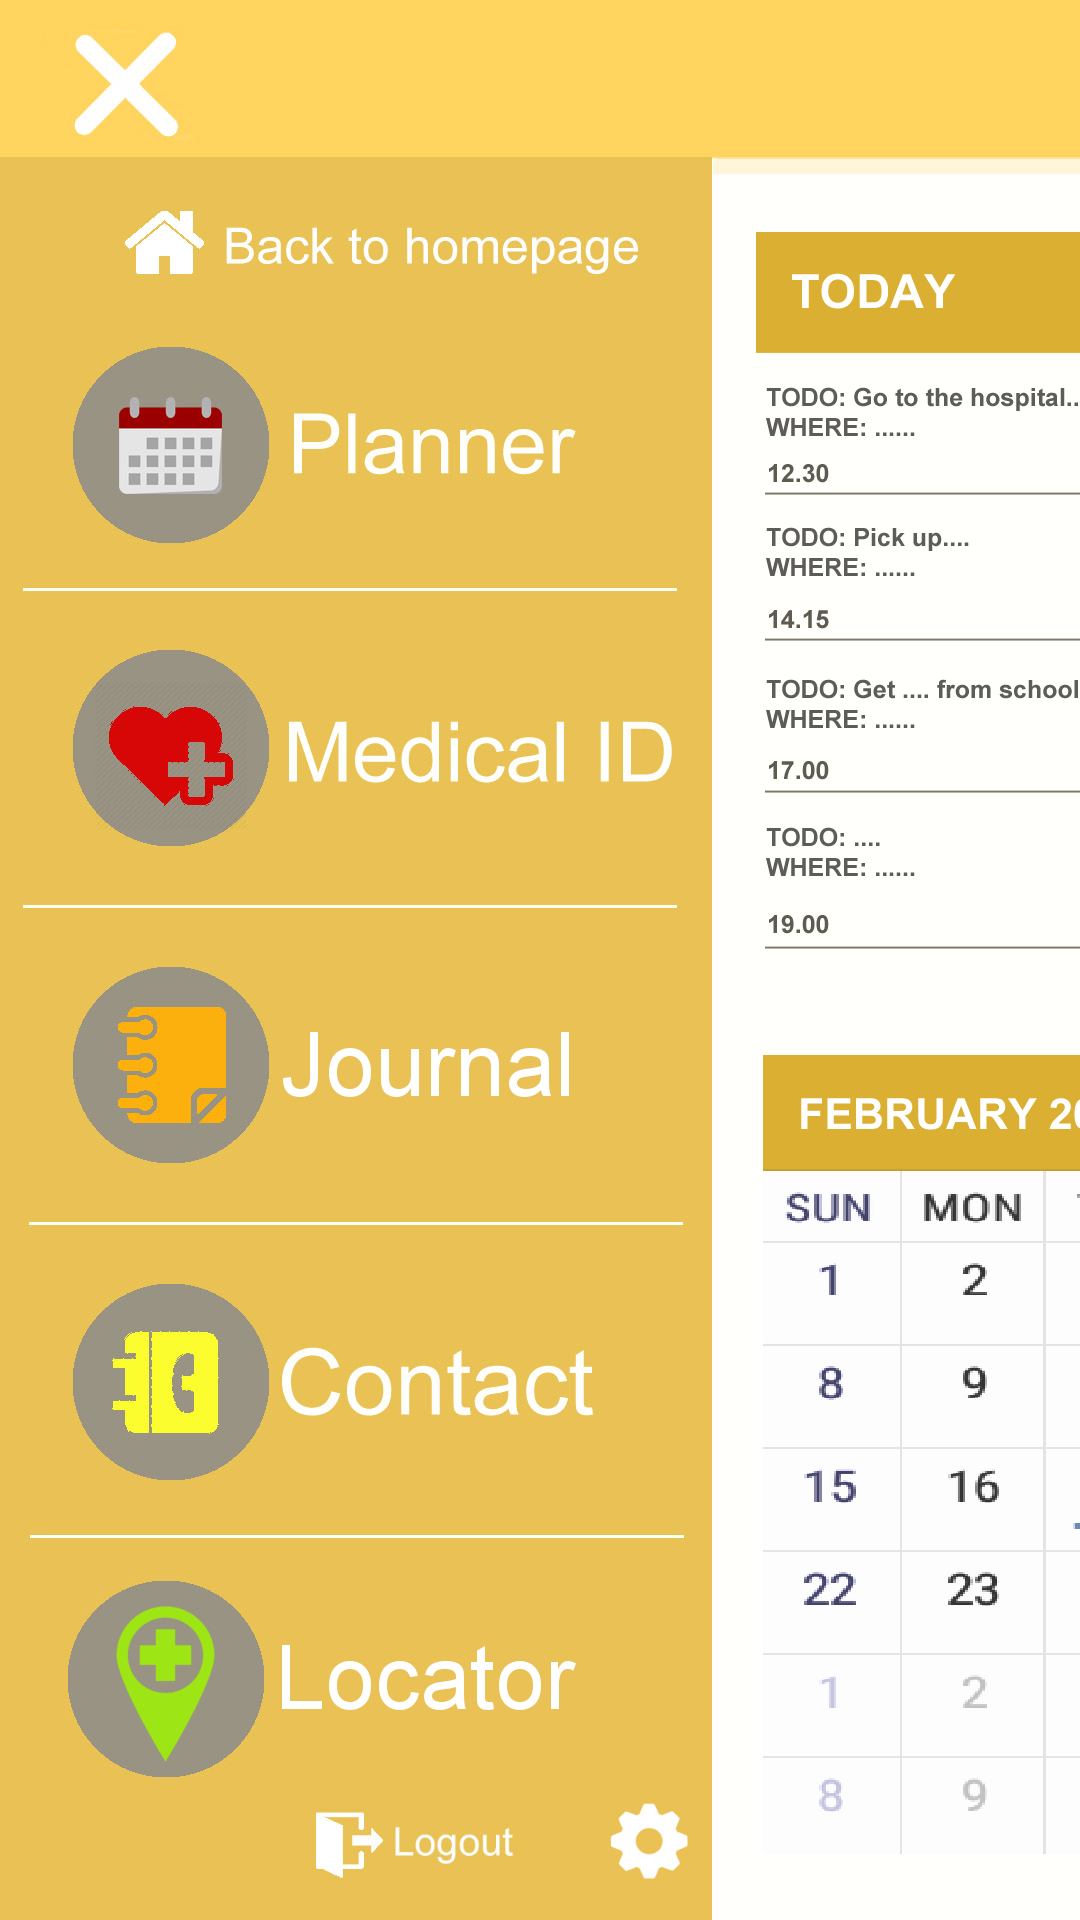 Back to homepage
Planner
Medical ID
Journal
Contact
Locator
Logout
TODAY
TODO: Go to the hospital..
WHERE: ......
12.30
TODO: Pick up....
WHERE: ......
14.15
TODO: Get .... from school
WHERE: ......
17.00
TODO: ....
WHERE: ......
19.00
FEBRUARY 20
SUN MON
1 2
8 9
15 16
22 23
1 2
8 9